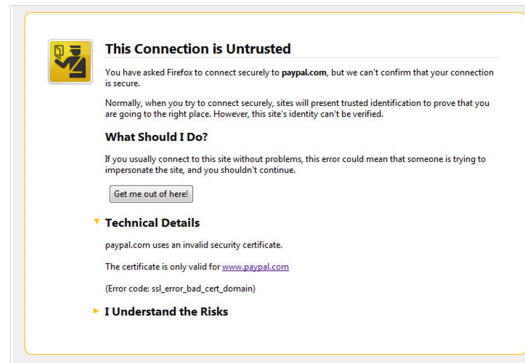 This Connection is Untrusted
You have asked Firefox to connect securely to paypal.com, but we can't confirm that your connection
is secure.
Normally, when you try to connect securely, sites will present trusted identification to prove that you
are going to the right place. However, this site's identity can't be verified.
What Should I Do?
If you usually connect to this site without problems, this error could mean that someone is trying to
impersonate the site, and you shouldn't continue.
Get me out of here!
Technical Details
paypal.com uses an invalid security certificate.
The certificate is only valid for www.paypal.com
(Error code: ssl_error_bad_cert_domain)
I Understand the Risks